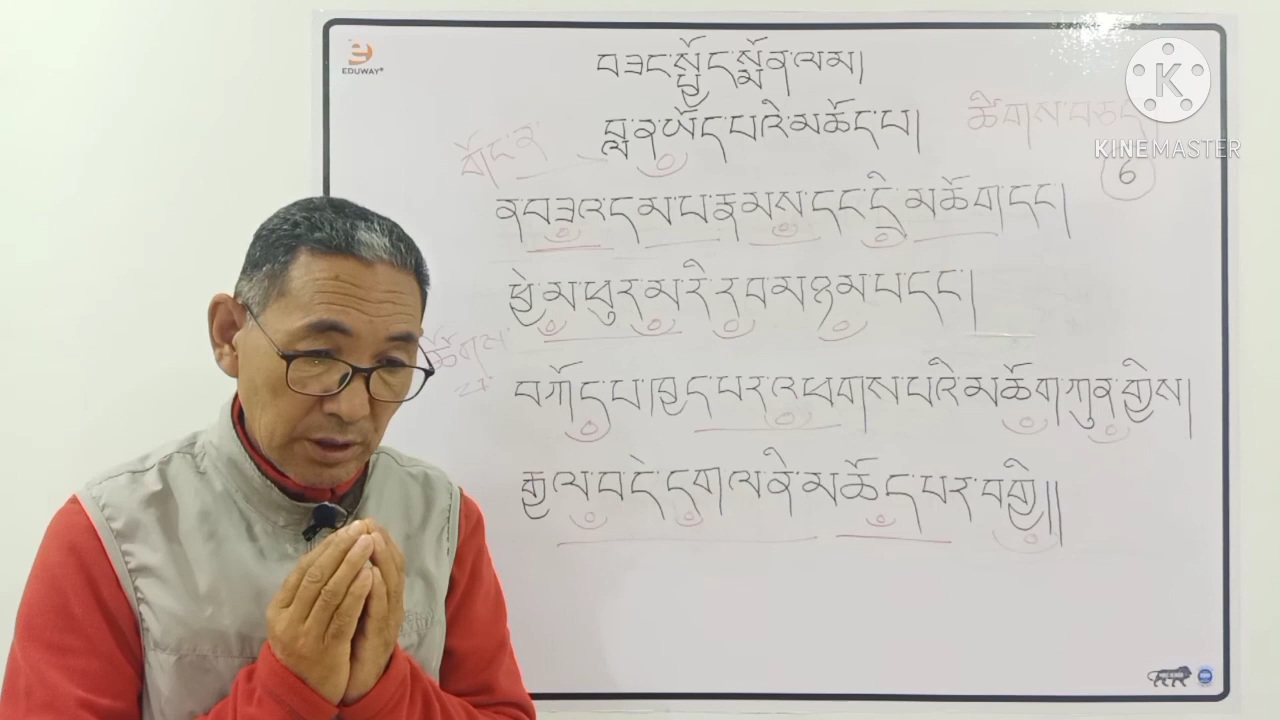 EDUWAY
བཟང་སྤྱོད་སྨོན་ལམ།
བླ་ན་ཡོད་པའི་མཆོད་པ།
ཚིགས་བཅད།
KINEMASTER
གོང་ན་
6
ན་བཟའ་དམ་པ་རྣམས་དང་དྲི་མཆོག་དང་།
ཕྱེ་མ་ཕུར་མ་རི་རབ་མཉམ་པ་དང་།
ཚོགས་
བཀོད་པ་ཁྱད་པར་འཕགས་པའི་མཆོག་ཀུན་གྱིས།
རྒྱལ་བ་དེ་དག་ལ་ནི་མཆོད་པར་བགྱི།།